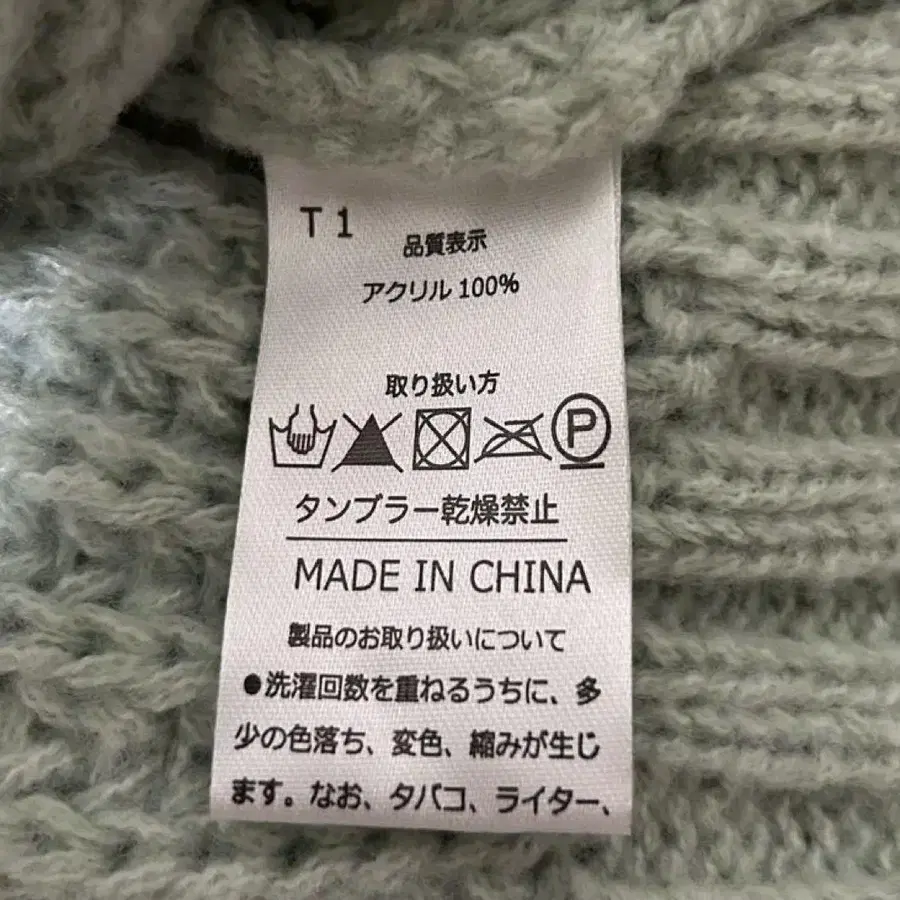 T 1
品質表示
アクリル 100%
取り扱い方
P
タンブラー乾燥禁止
MADE IN CHINA
製品のお取り扱いについて
●洗濯回数を重ねるうちに、多
少の色落ち、変色、縮みが生じ
ます。なお、タバコ、ライター、